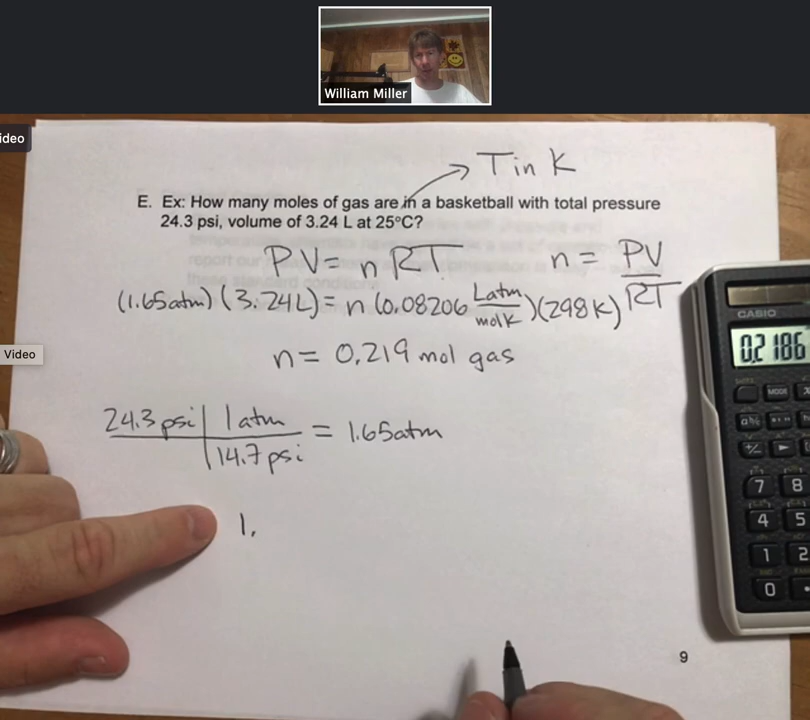 William Miller
ideo
T in K
E. Ex: How many moles of gas are in a basketball with total pressure
24.3 psi, volume of 3.24 L at 25°C?
PV = nRT
n = PV/RT
(1.65atm)(3.24L) = n(0.08206 Latm/molK)(298K)
Video
n = 0.219 mol gas
24.3 psi | 1 atm
14.7 psi
= 1.65atm
1.
CASIO
0.2186
MODE
7 8
4 5
1 2
0
9